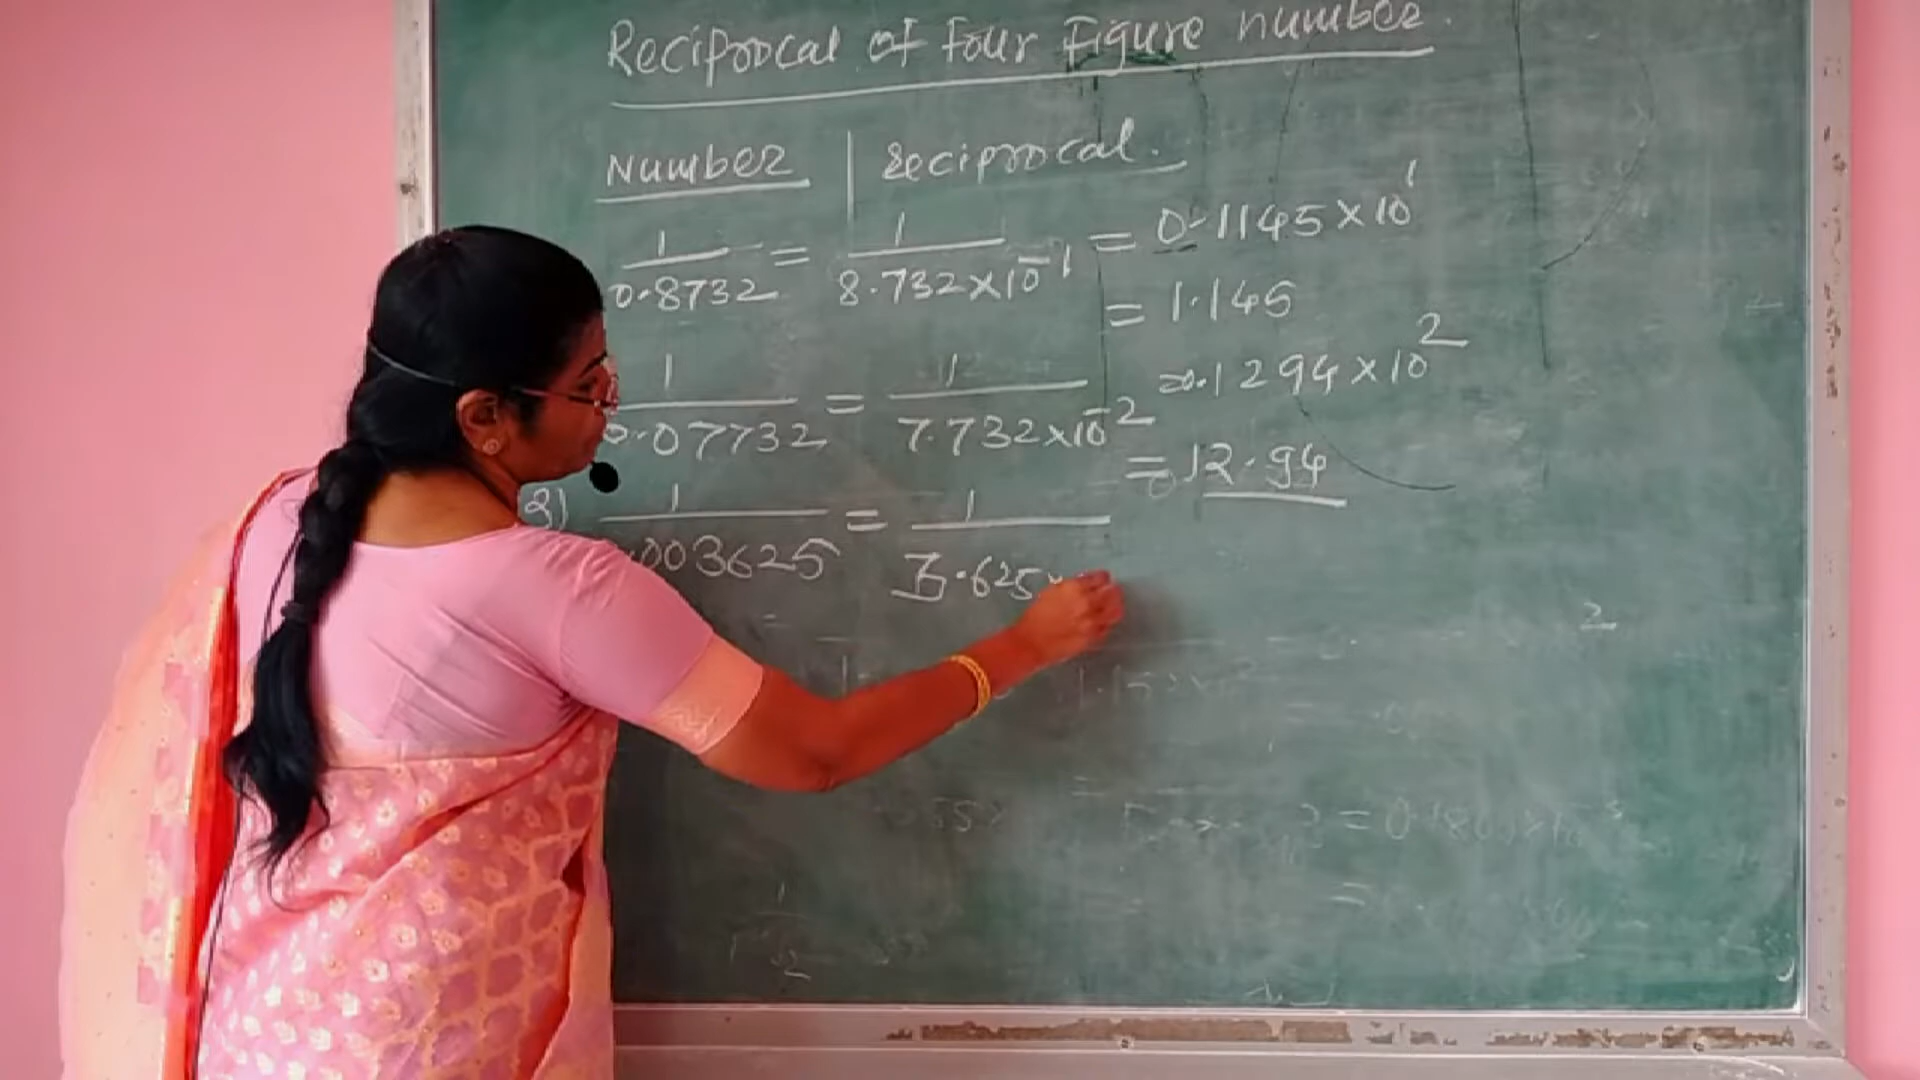 Reciprocal of four Figure number.
Number | Reciprocal.
1/0.8732 = 1/8.732×10⁻¹ = 0.1145×10¹
= 1.145
1/0.07732 = 1/7.732×10⁻² = 0.1294×10²
= 12.94
3) 1/.003625 = 1/3.625×